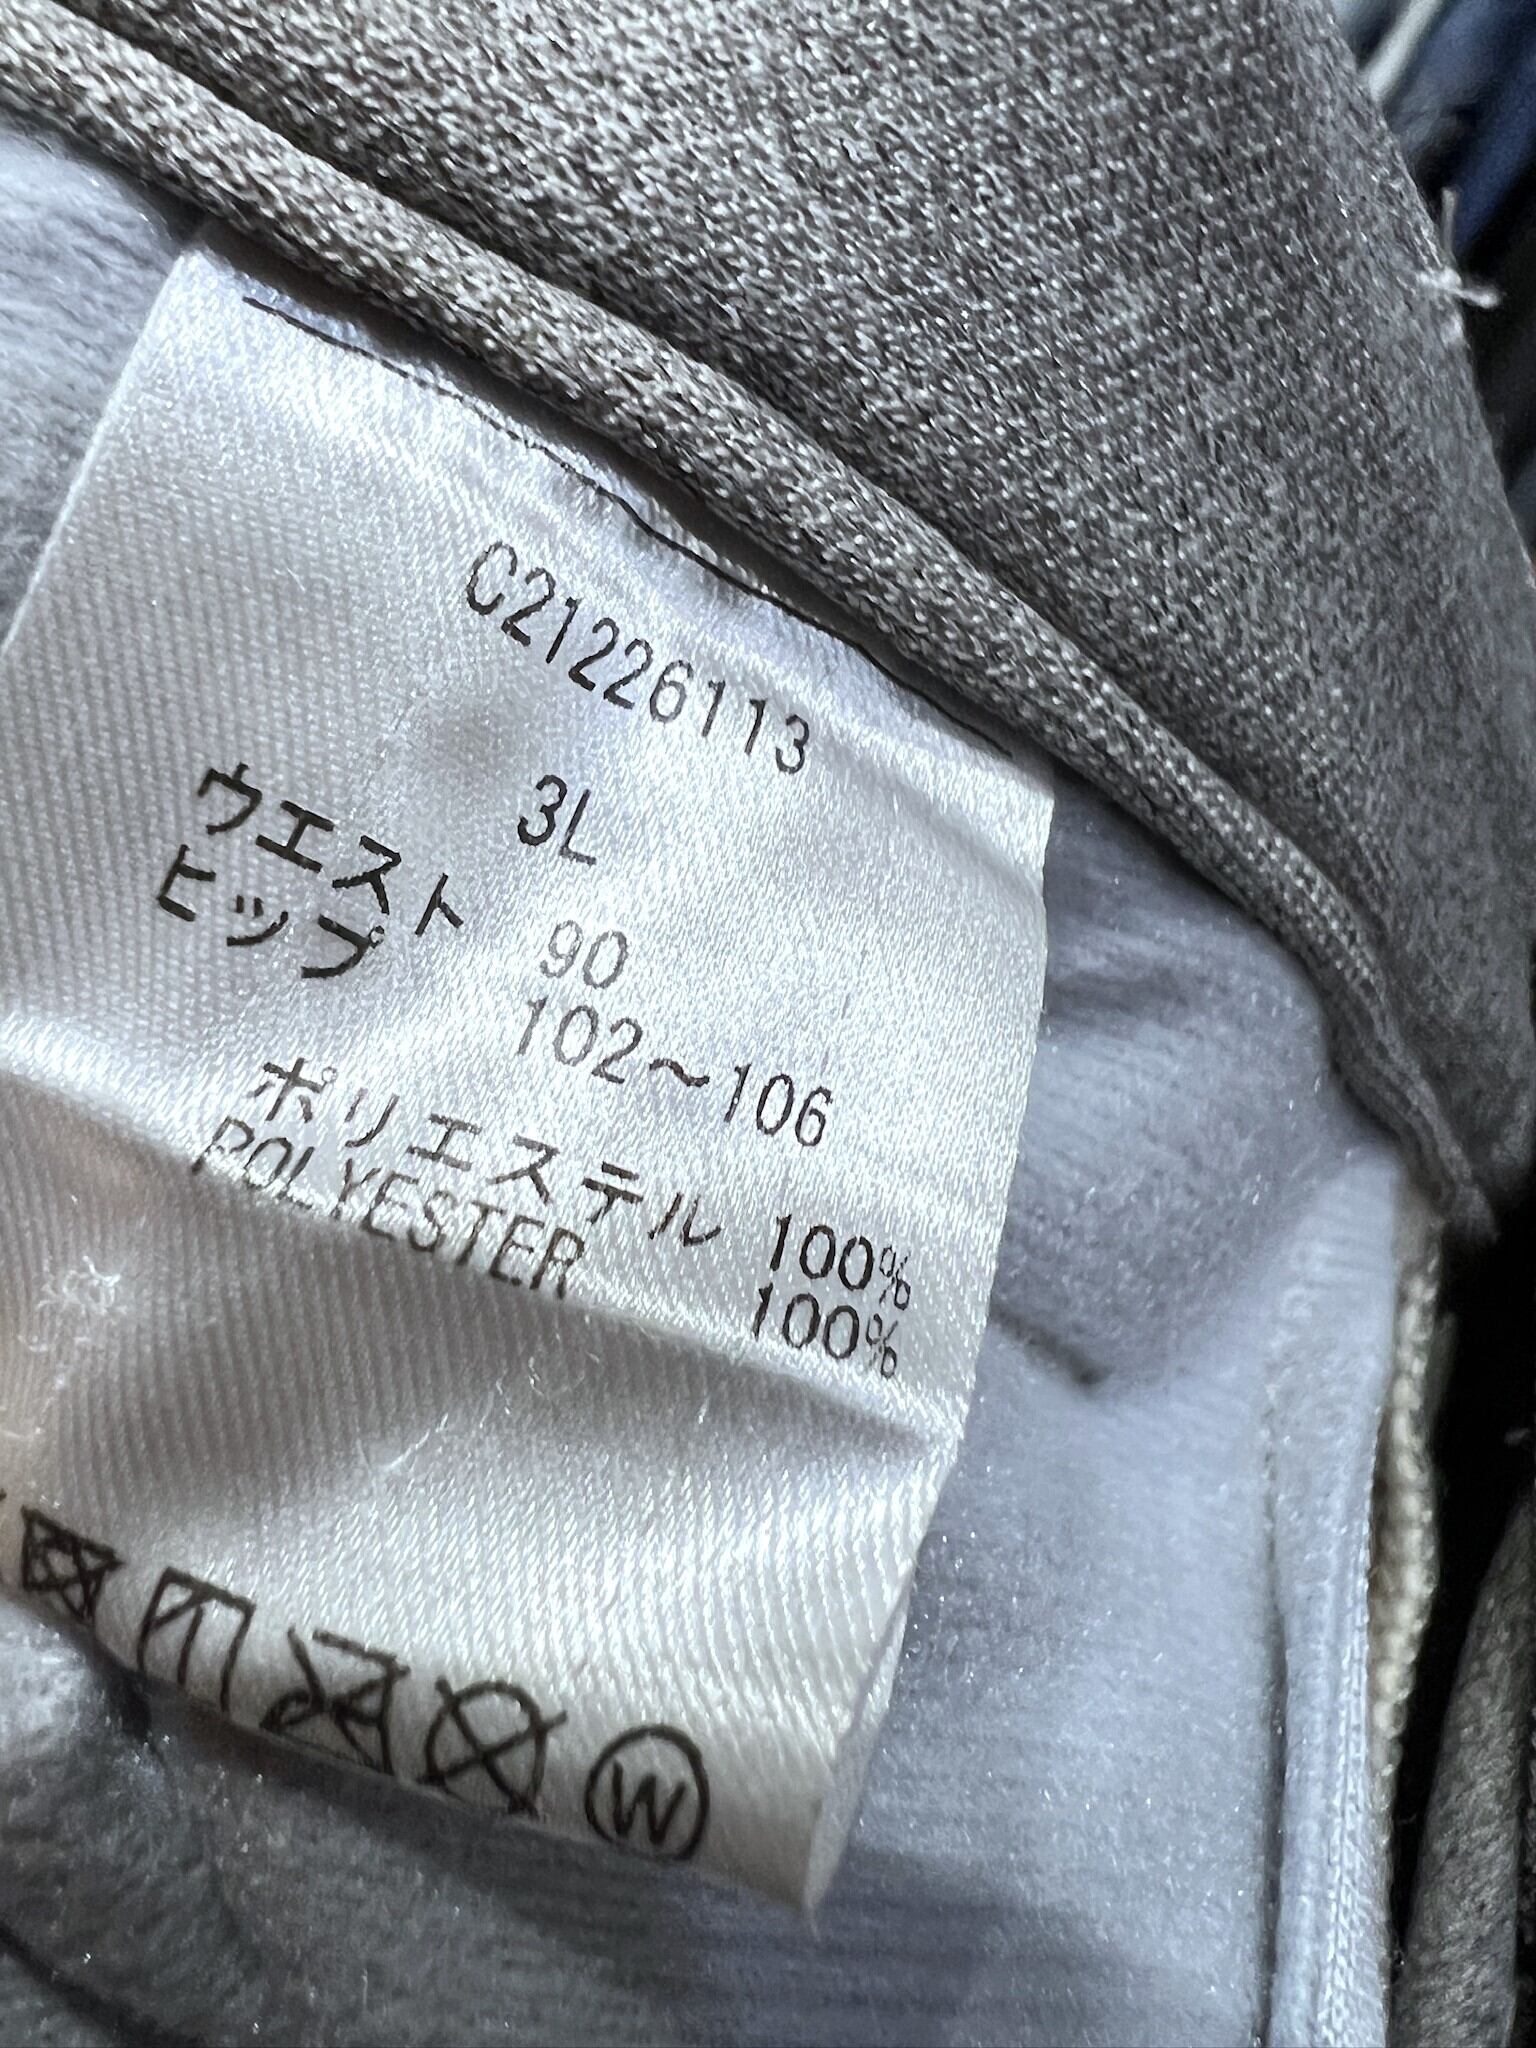 C21226113
3L
ウエスト 90
ヒップ 102～106
ポリエステル 100%
POLYESTER 100%
W